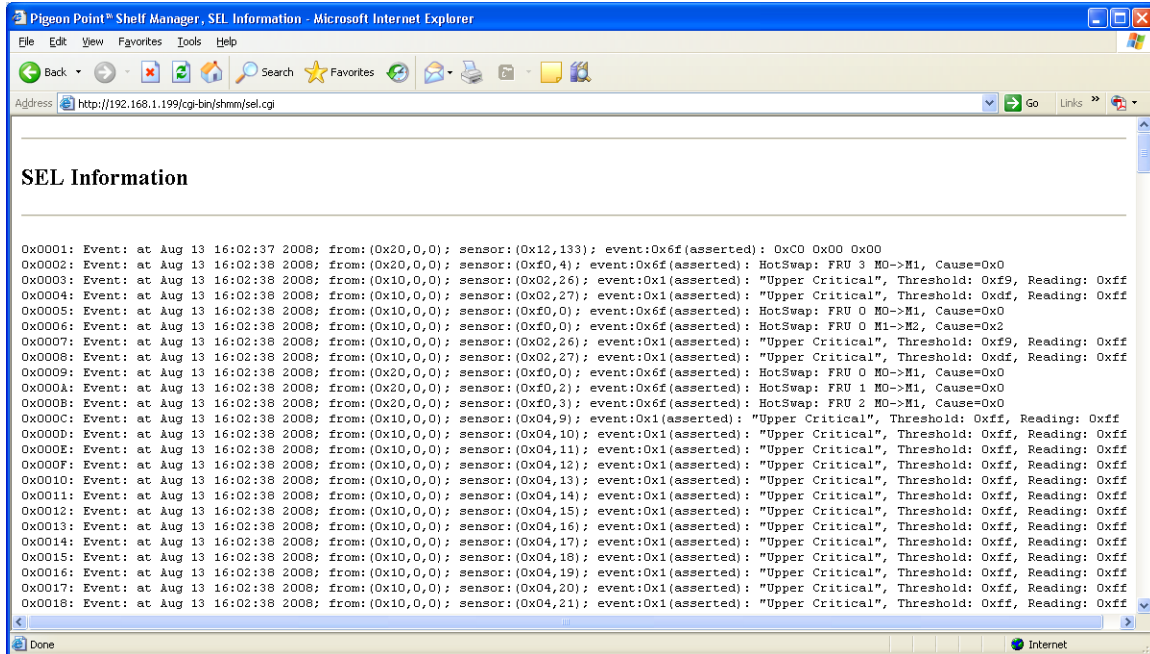 Pigeon Point™ Shelf Manager, SEL Information - Microsoft Internet Explorer
File Edit View Favorites Tools Help
Back Search Favorites
Address http://192.168.1.199/cgi-bin/shmm/sel.cgi Go Links »
SEL Information
0x0001: Event: at Aug 13 16:02:37 2008; from:(0x20,0,0); sensor:(0x12,133); event:0x6f(asserted): 0xC0 0x00 0x00
0x0002: Event: at Aug 13 16:02:38 2008; from:(0x20,0,0); sensor:(0xf0,4); event:0x6f(asserted): HotSwap: FRU 3 M0->M1, Cause=0x0
0x0003: Event: at Aug 13 16:02:38 2008; from:(0x10,0,0); sensor:(0x02,26); event:0x1(asserted): "Upper Critical", Threshold: 0xf9, Reading: 0xff
0x0004: Event: at Aug 13 16:02:38 2008; from:(0x10,0,0); sensor:(0x02,27); event:0x1(asserted): "Upper Critical", Threshold: 0xdf, Reading: 0xff
0x0005: Event: at Aug 13 16:02:38 2008; from:(0x10,0,0); sensor:(0xf0,0); event:0x6f(asserted): HotSwap: FRU 0 M0->M1, Cause=0x0
0x0006: Event: at Aug 13 16:02:38 2008; from:(0x10,0,0); sensor:(0xf0,0); event:0x6f(asserted): HotSwap: FRU 0 M1->M2, Cause=0x2
0x0007: Event: at Aug 13 16:02:38 2008; from:(0x10,0,0); sensor:(0x02,26); event:0x1(asserted): "Upper Critical", Threshold: 0xf9, Reading: 0xff
0x0008: Event: at Aug 13 16:02:38 2008; from:(0x10,0,0); sensor:(0x02,27); event:0x1(asserted): "Upper Critical", Threshold: 0xdf, Reading: 0xff
0x0009: Event: at Aug 13 16:02:38 2008; from:(0x20,0,0); sensor:(0xf0,0); event:0x6f(asserted): HotSwap: FRU 0 M0->M1, Cause=0x0
0x000A: Event: at Aug 13 16:02:38 2008; from:(0x20,0,0); sensor:(0xf0,2); event:0x6f(asserted): HotSwap: FRU 1 M0->M1, Cause=0x0
0x000B: Event: at Aug 13 16:02:38 2008; from:(0x20,0,0); sensor:(0xf0,3); event:0x6f(asserted): HotSwap: FRU 2 M0->M1, Cause=0x0
0x000C: Event: at Aug 13 16:02:38 2008; from:(0x10,0,0); sensor:(0x04,9); event:0x1(asserted): "Upper Critical", Threshold: 0xff, Reading: 0xff
0x000D: Event: at Aug 13 16:02:38 2008; from:(0x10,0,0); sensor:(0x04,10); event:0x1(asserted): "Upper Critical", Threshold: 0xff, Reading: 0xff
0x000E: Event: at Aug 13 16:02:38 2008; from:(0x10,0,0); sensor:(0x04,11); event:0x1(asserted): "Upper Critical", Threshold: 0xff, Reading: 0xff
0x000F: Event: at Aug 13 16:02:38 2008; from:(0x10,0,0); sensor:(0x04,12); event:0x1(asserted): "Upper Critical", Threshold: 0xff, Reading: 0xff
0x0010: Event: at Aug 13 16:02:38 2008; from:(0x10,0,0); sensor:(0x04,13); event:0x1(asserted): "Upper Critical", Threshold: 0xff, Reading: 0xff
0x0011: Event: at Aug 13 16:02:38 2008; from:(0x10,0,0); sensor:(0x04,14); event:0x1(asserted): "Upper Critical", Threshold: 0xff, Reading: 0xff
0x0012: Event: at Aug 13 16:02:38 2008; from:(0x10,0,0); sensor:(0x04,15); event:0x1(asserted): "Upper Critical", Threshold: 0xff, Reading: 0xff
0x0013: Event: at Aug 13 16:02:38 2008; from:(0x10,0,0); sensor:(0x04,16); event:0x1(asserted): "Upper Critical", Threshold: 0xff, Reading: 0xff
0x0014: Event: at Aug 13 16:02:38 2008; from:(0x10,0,0); sensor:(0x04,17); event:0x1(asserted): "Upper Critical", Threshold: 0xff, Reading: 0xff
0x0015: Event: at Aug 13 16:02:38 2008; from:(0x10,0,0); sensor:(0x04,18); event:0x1(asserted): "Upper Critical", Threshold: 0xff, Reading: 0xff
0x0016: Event: at Aug 13 16:02:38 2008; from:(0x10,0,0); sensor:(0x04,19); event:0x1(asserted): "Upper Critical", Threshold: 0xff, Reading: 0xff
0x0017: Event: at Aug 13 16:02:38 2008; from:(0x10,0,0); sensor:(0x04,20); event:0x1(asserted): "Upper Critical", Threshold: 0xff, Reading: 0xff
0x0018: Event: at Aug 13 16:02:38 2008; from:(0x10,0,0); sensor:(0x04,21); event:0x1(asserted): "Upper Critical", Threshold: 0xff, Reading: 0xff
Done Internet